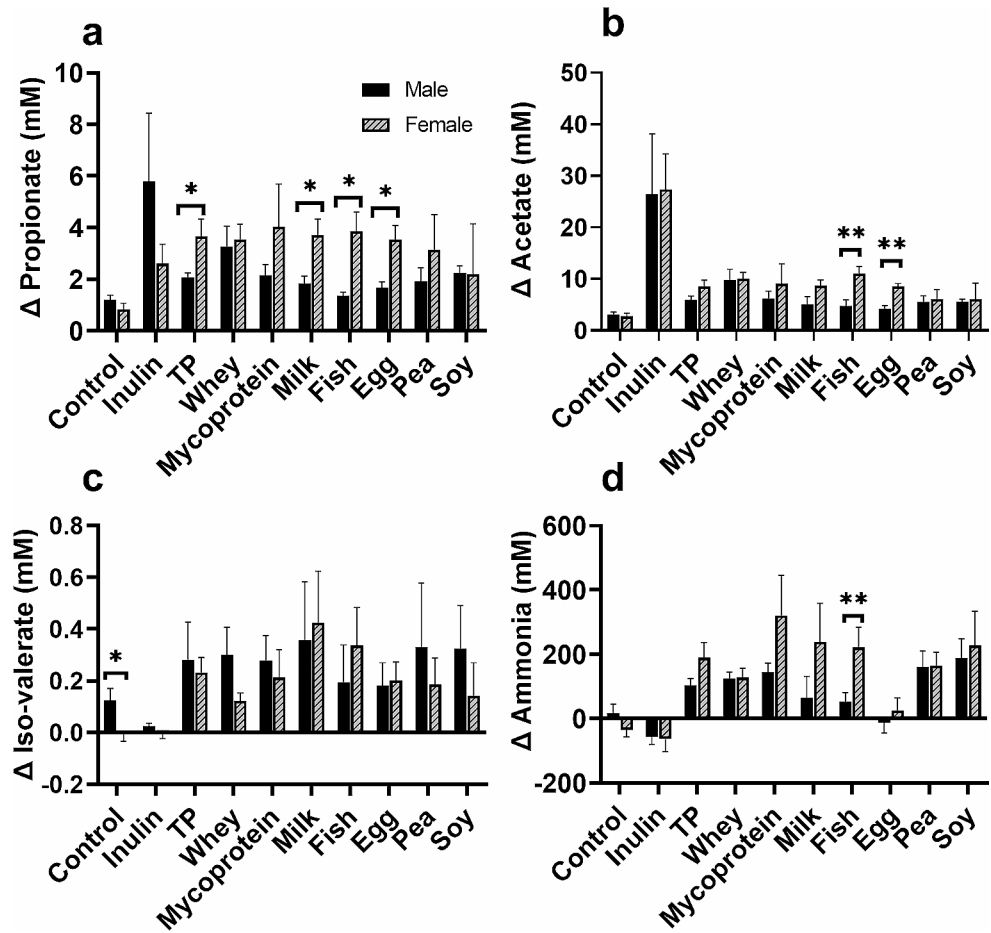 a
Δ Propionate (mM)
10
8
6
4
2
0
Male
Female
*
*
*
*
Control
Inulin
TP
Whey
Mycoprotein
Milk
Fish
Egg
Pea
Soy
b
Δ Acetate (mM)
50
40
30
20
10
0
**
**
Control
Inulin
TP
Whey
Mycoprotein
Milk
Fish
Egg
Pea
Soy
c
Δ Iso-valerate (mM)
0.8
0.6
0.4
0.2
0.0
-0.2
*
Control
Inulin
TP
Whey
Mycoprotein
Milk
Fish
Egg
Pea
Soy
d
Δ Ammonia (mM)
600
400
200
0
-200
**
Control
Inulin
TP
Whey
Mycoprotein
Milk
Fish
Egg
Pea
Soy